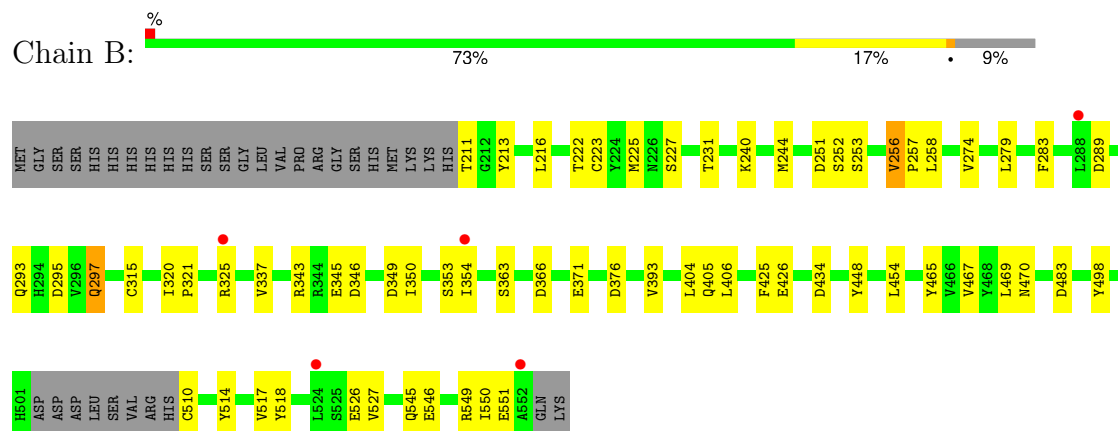 %
Chain B:
73% 17% • 9%
MET GLY SER SER HIS HIS HIS HIS HIS HIS SER SER GLY LEU VAL PRO ARG GLY SER HIS MET LYS LYS HIS T211 G212 Y213 L216 T222 C223 Y224 M225 N226 S227 T231 K240 M244 D251 S252 S253 V256 P257 L258 V274 L279 F283 L288 D289
Q293 H294 D295 V296 Q297 C315 I320 P321 R325 V337 R343 R344 E345 D346 D349 I350 S353 I354 S363 D366 E371 D376 V393 L404 Q405 L406 F425 E426 D434 Y448 L454 Y465 V466 V467 Y468 L469 N470 D483 Y498
H501 ASP ASP ASP LEU SER VAL ARG HIS C510 Y514 V517 Y518 L524 S525 E526 V527 Q545 E546 R549 I550 E551 A552 GLN LYS